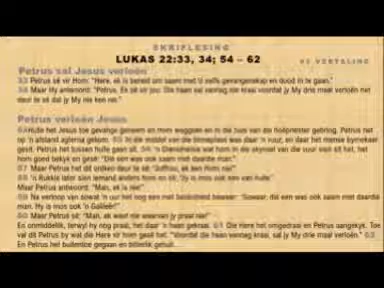 SKRIFLESING
LUKAS 22:33, 34; 54 – 62
Petrus sal Jesus verloën
33 Petrus sê vir Hom: "Here, ek is bereid om saam met U selfs gevangenskap en dood in te gaan."
34 Maar Hy antwoord: "Petrus, Ek sê vir jou: Die haan sal vannag nie kraai voordat jy My drie maal verloën net
deur te sê dat jy My nie ken nie."
Petrus verloën Jesus
Hulle het Jesus toe gevange geneem en Hom weggelei en in die huis van die hoëpriester gebring. Petrus het
op 'n afstand agterna gekom. 55 In die middel van die binneplaas was daar 'n vuur, en daar het mense bymekaar
gesit. Petrus het tussen hulle gaan sit. 56 'n Diensmeisie wat hom in die skynsel van die vuur sien sit het, het
hom goed bekyk en gesê: "Die een was ook saam met daardie man."
57 Maar Petrus het dit ontken deur te sê: "Juffrou, ek ken Hom nie!"
58 'n Rukkie later sien iemand anders hom en sê: "Jy is mos ook een van hulle"
Maar Petrus antwoord: "Man, ek is nie!"
59 Na verloop van sowat 'n uur het nog een met beslistheid beweer: "Sowaar, die een was ook saam met daardie
man. Hy is mos ook 'n Galileër!"
60 Maar Petrus sê: "Man, ek weet nie waarvan jy praat nie!"
En onmiddellik, terwyl hy nog praat, het daar 'n haan gekraai. 61 Die Here het omgedraai en Petrus aangekyk. Toe
val dit Petrus by wat die Here vir hom gesê het: "Voordat die haan vannag kraai, sal jy My drie maal verloën." 62
En Petrus het buitentoe gegaan en bitterlik gehuil.